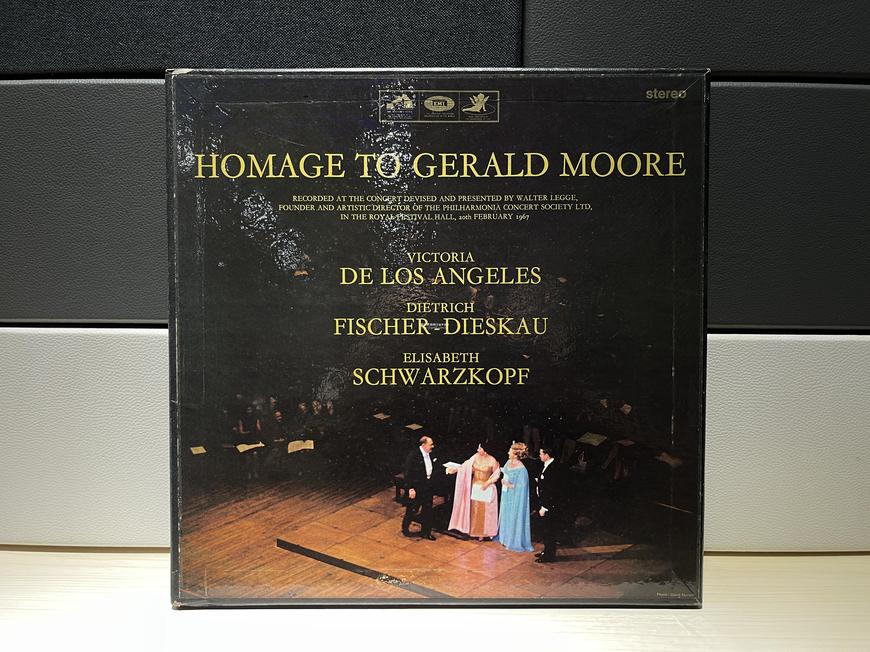 EMI
stereo
HOMAGE TO GERALD MOORE
RECORDED AT THE CONCERT DEVISED AND PRESENTED BY WALTER LEGGE,
FOUNDER AND ARTISTIC DIRECTOR OF THE PHILHARMONIA CONCERT SOCIETY LTD,
IN THE ROYAL FESTIVAL HALL, 20th FEBRUARY 1967
VICTORIA
DE LOS ANGELES
DIETRICH
FISCHER-DIESKAU
ELISABETH
SCHWARZKOPF